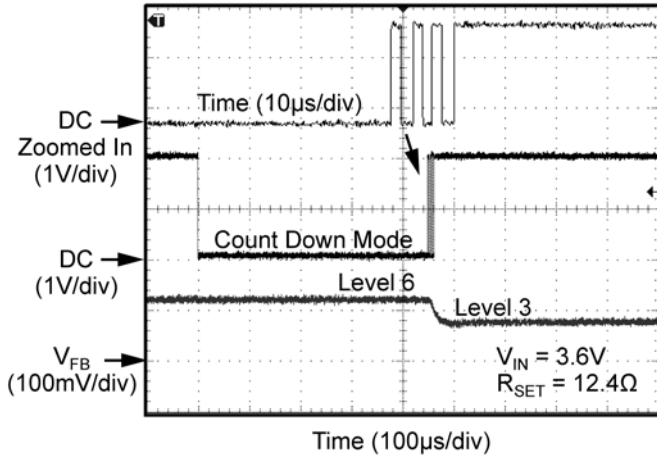 T
Time (10µs/div)
DC
Zoomed In
(1V/div)
Count Down Mode
DC
(1V/div)
Level 6
Level 3
VFB
(100mV/div)
VIN = 3.6V
RSET = 12.4Ω
Time (100µs/div)